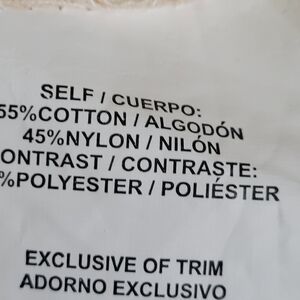 SELF / CUERPO:
55%COTTON / ALGODÓN
45%NYLON / NILÓN
ONTRAST / CONTRASTE:
%POLYESTER / POLIÉSTER
EXCLUSIVE OF TRIM
ADORNO EXCLUSIVO